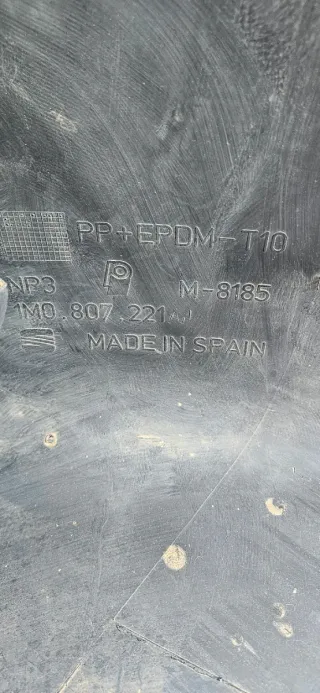 PP+EPDM-T10
NP3 M-8185
1M0.807.221
MADE IN SPAIN